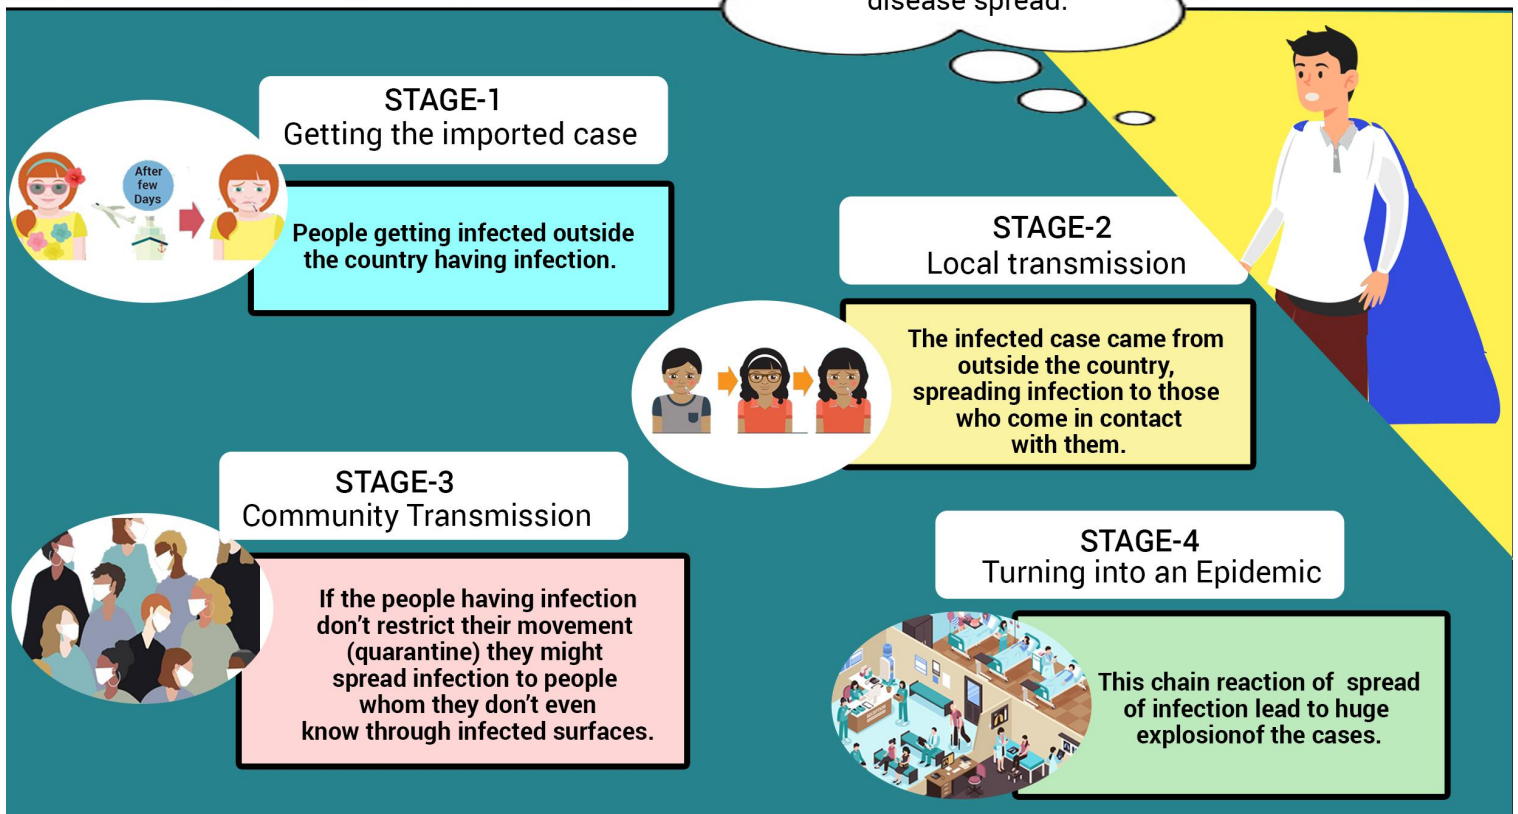 disease spread.
STAGE-1
Getting the imported case
After
few
Days
People getting infected outside
the country having infection.
STAGE-2
Local transmission
The infected case came from
outside the country,
spreading infection to those
who come in contact
with them.
STAGE-3
Community Transmission
If the people having infection
don’t restrict their movement
(quarantine) they might
spread infection to people
whom they don’t even
know through infected surfaces.
STAGE-4
Turning into an Epidemic
This chain reaction of spread
of infection lead to huge
explosionof the cases.